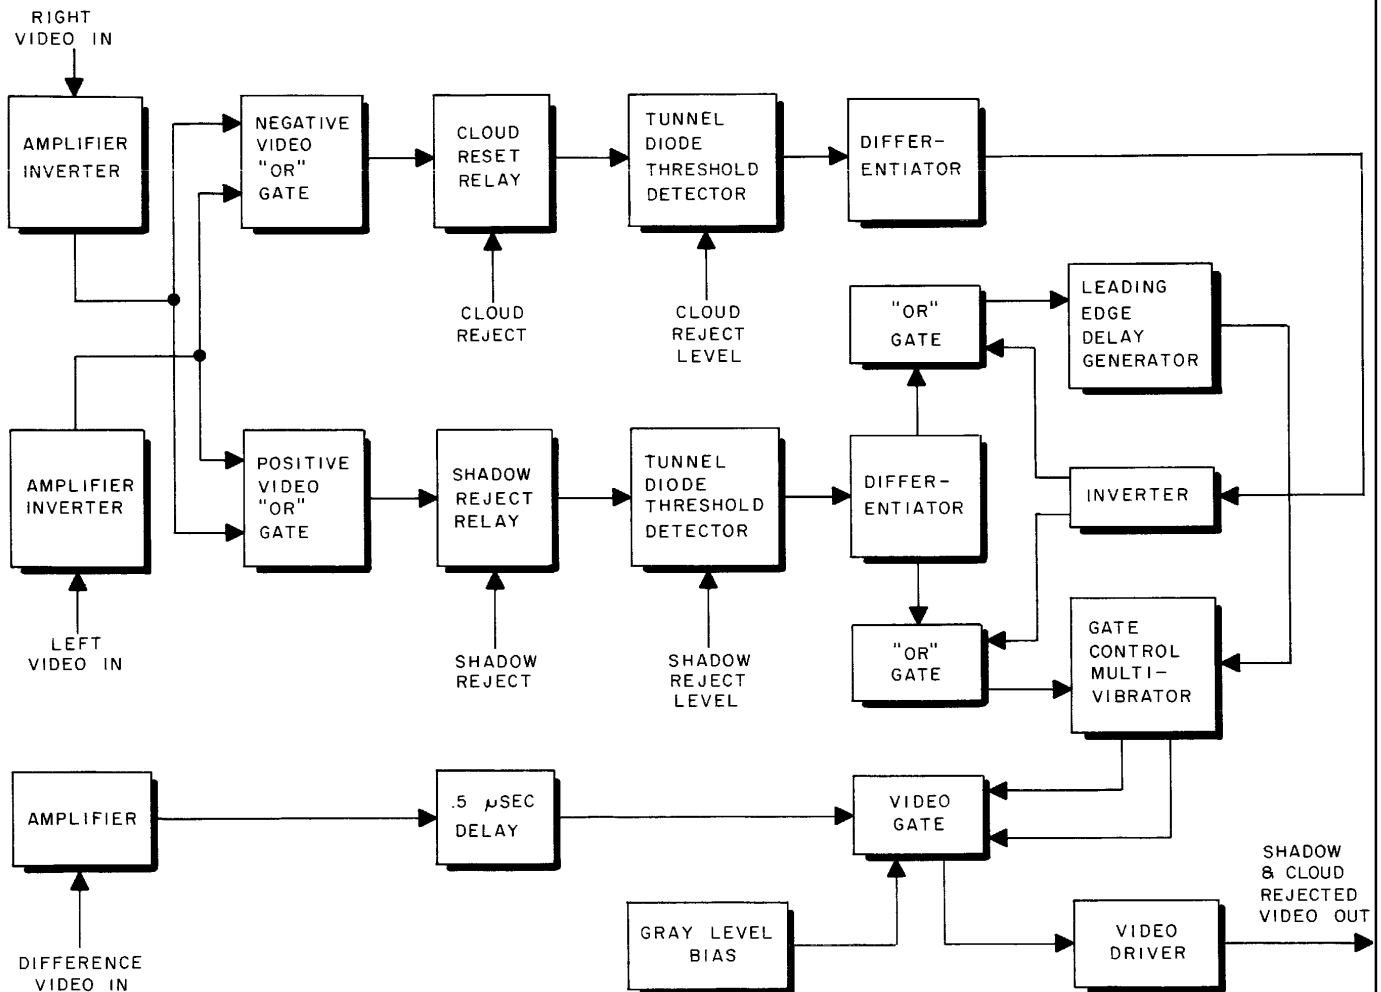 RIGHT
VIDEO IN
AMPLIFIER
INVERTER
NEGATIVE
VIDEO
"OR"
GATE
CLOUD
RESET
RELAY
TUNNEL
DIODE
THRESHOLD
DETECTOR
DIFFER-
ENTIATOR
CLOUD
REJECT
CLOUD
REJECT
LEVEL
"OR"
GATE
LEADING
EDGE
DELAY
GENERATOR
AMPLIFIER
INVERTER
POSITIVE
VIDEO
"OR"
GATE
SHADOW
REJECT
RELAY
TUNNEL
DIODE
THRESHOLD
DETECTOR
DIFFER-
ENTIATOR
INVERTER
LEFT
VIDEO IN
SHADOW
REJECT
SHADOW
REJECT
LEVEL
"OR"
GATE
GATE
CONTROL
MULTI-
VIBRATOR
AMPLIFIER
.5 µSEC
DELAY
VIDEO
GATE
SHADOW
& CLOUD
REJECTED
VIDEO OUT
GRAY LEVEL
BIAS
VIDEO
DRIVER
DIFFERENCE
VIDEO IN